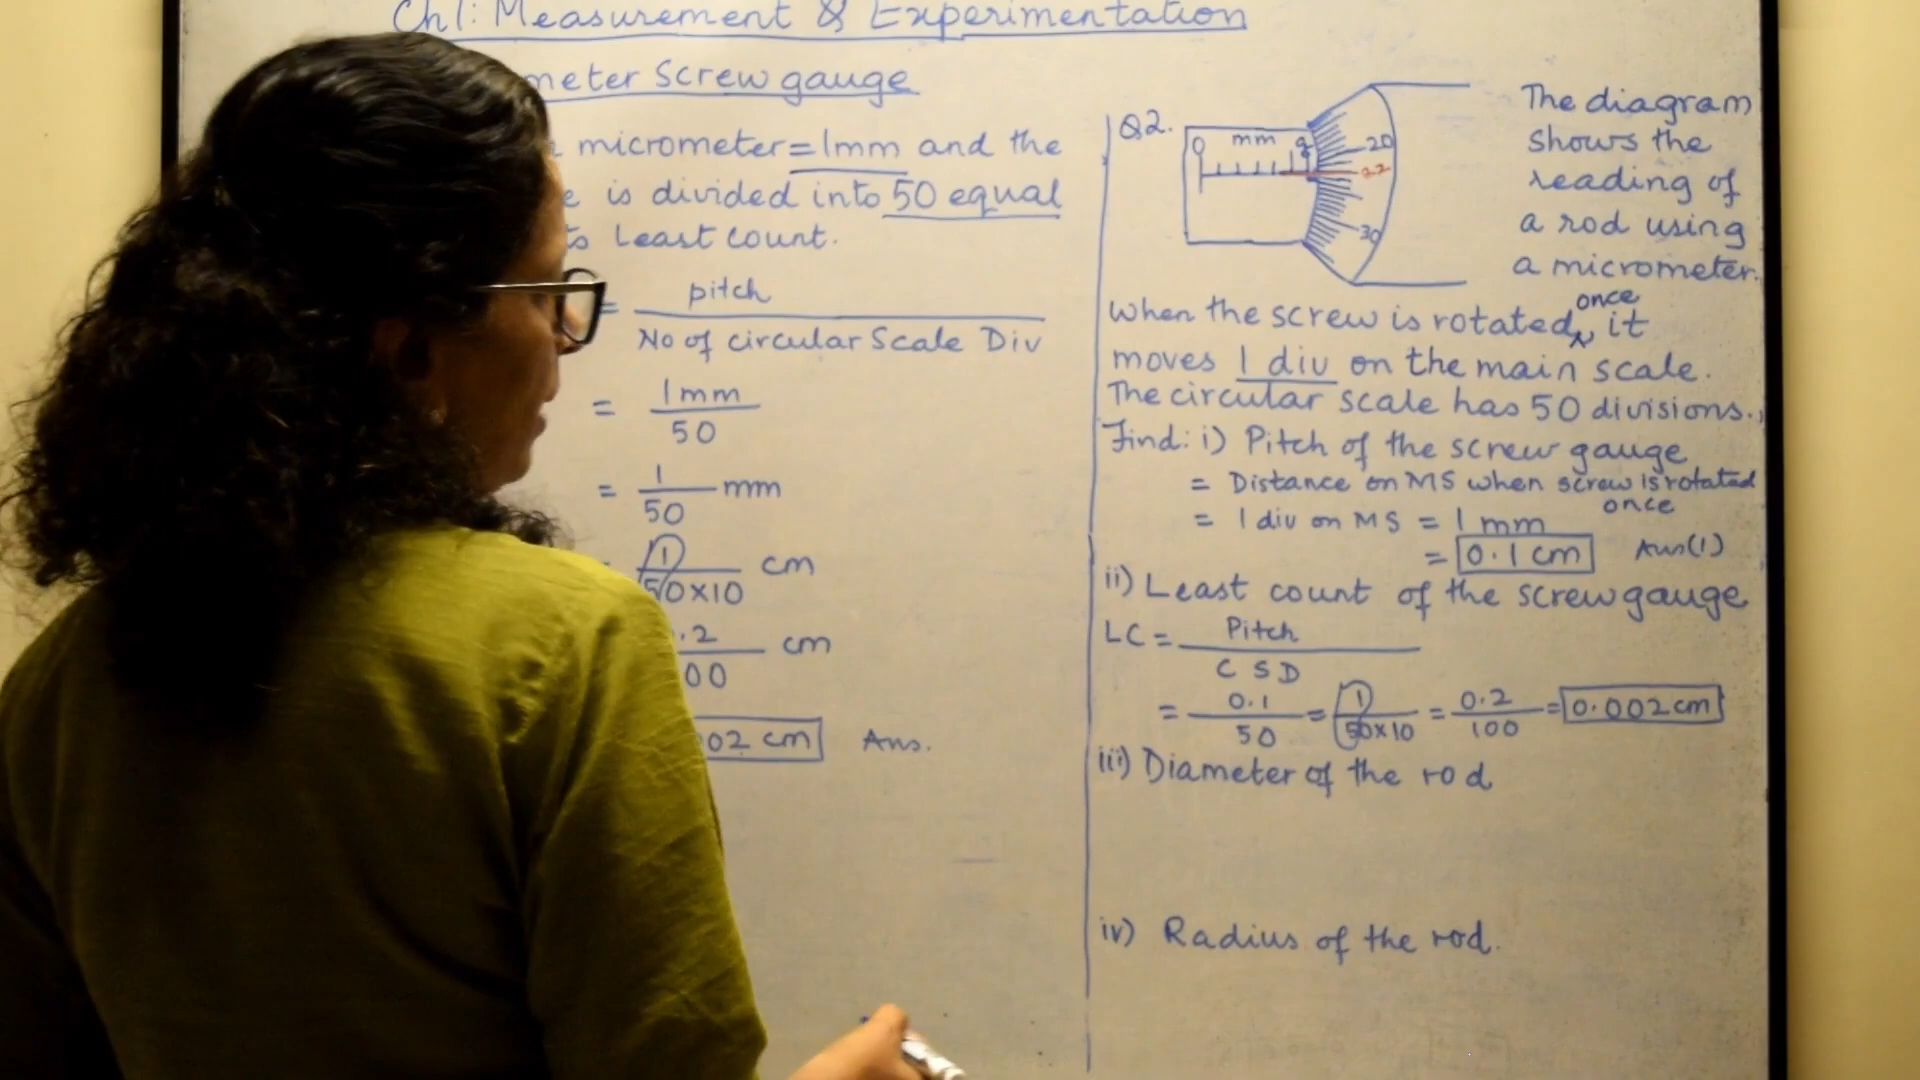 Ch1: Measurement & Experimentation
meter Screw gauge
micrometer = 1mm and the
e is divided into 50 equal
to Least count.
= pitch
No of circular Scale Div
= 1mm
50
= 1 mm
50
1 cm
50x10
.2 cm
00
02 cm Ans.
Q2.
0 mm
20
22
30
The diagram
shows the
reading of
a rod using
a micrometer.
When the screw is rotated once it
moves 1 div on the main scale.
The circular scale has 50 divisions.
Find: i) Pitch of the screw gauge
= Distance on MS when screw is rotated
once
= 1 div on MS = 1 mm
= 0.1 cm Ans(1)
ii) Least count of the screw gauge
LC = Pitch
C S D
= 0.1 = 1 = 0.2 = 0.002 cm
50 50x10 100
iii) Diameter of the rod
iv) Radius of the rod.